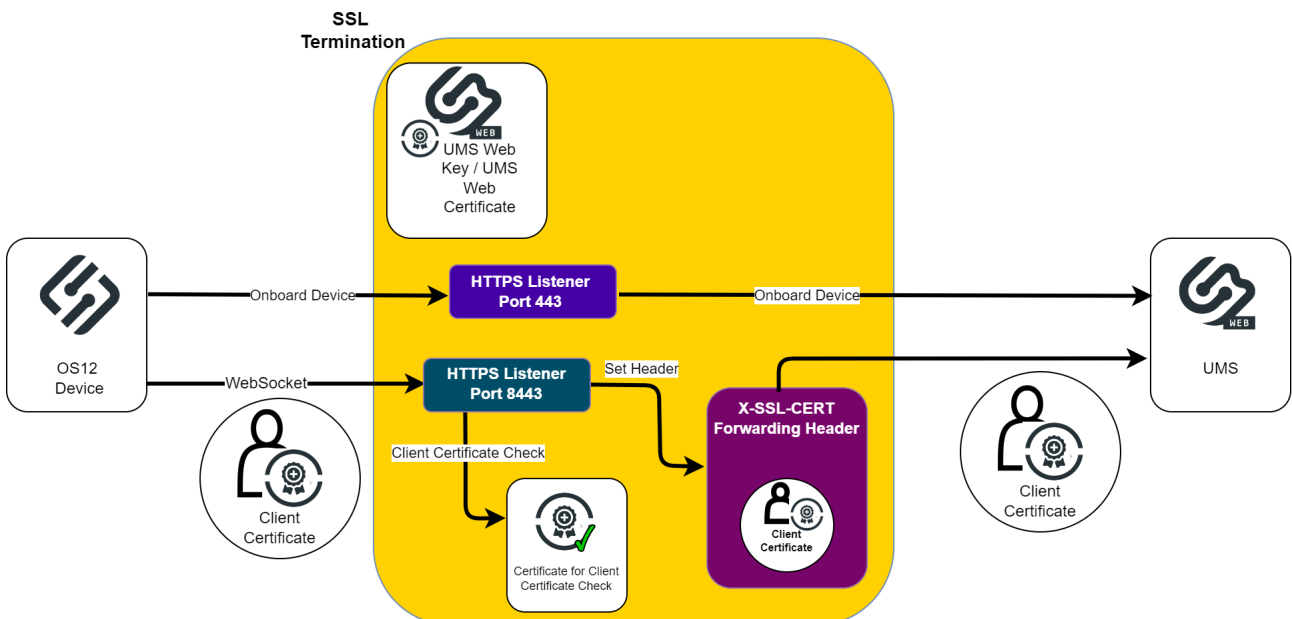 SSL
Termination
WEB
UMS Web
Key / UMS
Web
Certificate
HTTPS Listener
Port 443
Onboard Device
Onboard Device
WEB
OS12
Device
UMS
HTTPS Listener
Port 8443
Set Header
WebSocket
X-SSL-CERT
Forwarding Header
Client Certificate Check
Client
Certificate
Client
Certificate
Client
Certificate
Certificate for Client
Certificate Check